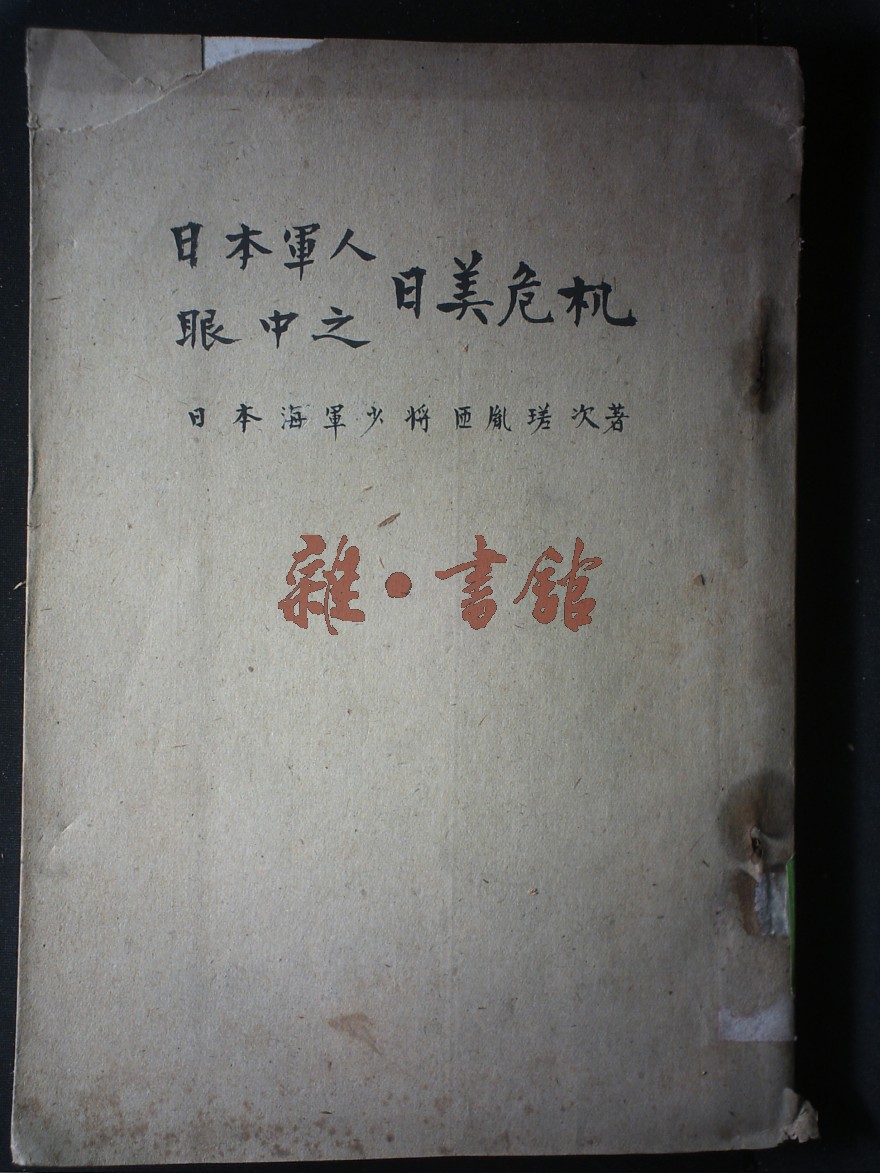 日本軍人
眼中之
日美危机
日本海軍少将匝胤瑳次著
雜·書館